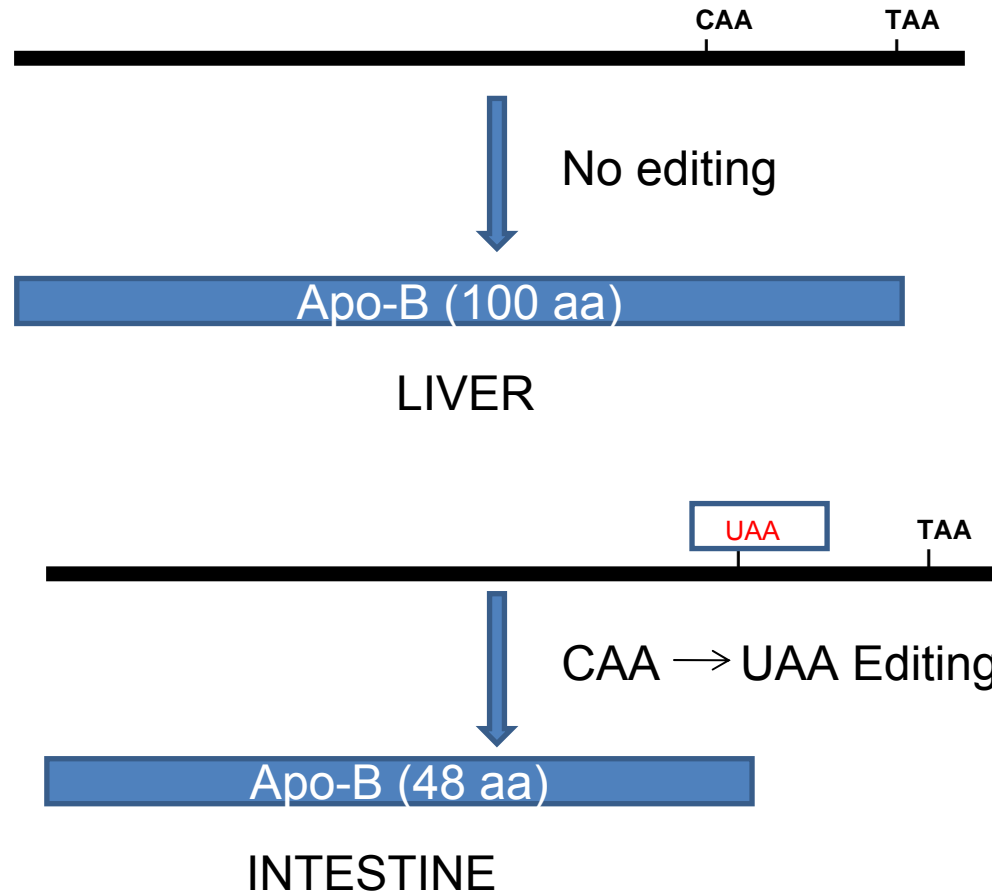 CAA TAA
No editing
Apo-B (100 aa)
LIVER
UAA TAA
CAA → UAA Editing
Apo-B (48 aa)
INTESTINE